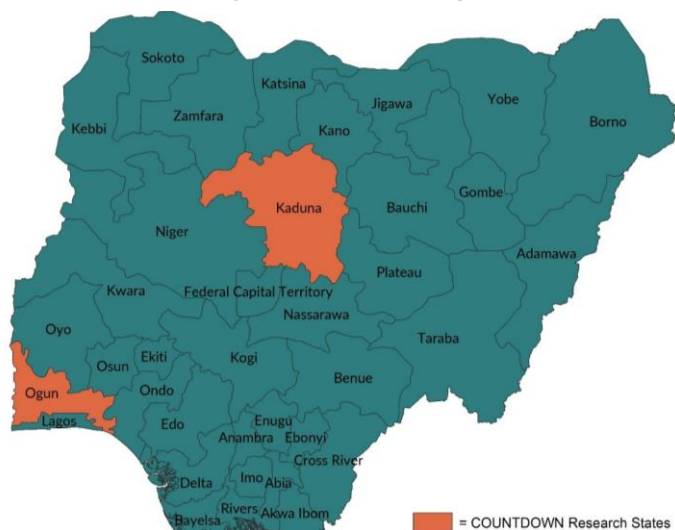 Sokoto
Katsina
Jigawa
Yobe
Borno
Zamfara
Kano
Kebbi
Kaduna
Bauchi
Gombe
Niger
Adamawa
Plateau
Kwara
Federal Capital Territory
Nassarawa
Oyo
Taraba
Osun
Ekiti
Kogi
Benue
Ogun
Ondo
Lagos
Edo
Enugu
Anambra
Ebonyi
Cross River
Delta
Imo
Abia
Bayelsa
Rivers
Akwa Ibom
= COUNTDOWN Research States